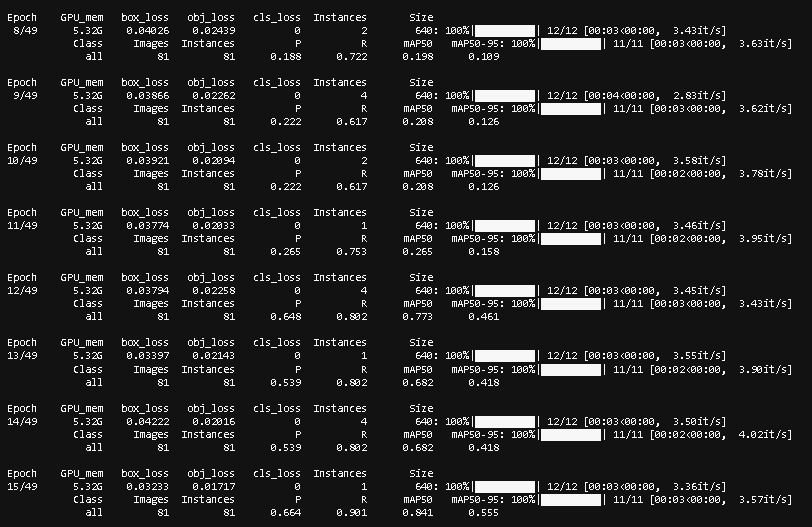 Epoch GPU_mem box_loss obj_loss cls_loss Instances Size
8/49 5.32G 0.04026 0.02439 0 2 640: 100%|██████████| 12/12 [00:03<00:00, 3.43it/s]
Class Images Instances P R mAP50 mAP50-95: 100%|██████████| 11/11 [00:03<00:00, 3.63it/s]
all 81 81 0.188 0.722 0.198 0.109
Epoch GPU_mem box_loss obj_loss cls_loss Instances Size
9/49 5.32G 0.03866 0.02262 0 4 640: 100%|██████████| 12/12 [00:04<00:00, 2.83it/s]
Class Images Instances P R mAP50 mAP50-95: 100%|██████████| 11/11 [00:03<00:00, 3.62it/s]
all 81 81 0.222 0.617 0.208 0.126
Epoch GPU_mem box_loss obj_loss cls_loss Instances Size
10/49 5.32G 0.03921 0.02094 0 2 640: 100%|██████████| 12/12 [00:03<00:00, 3.58it/s]
Class Images Instances P R mAP50 mAP50-95: 100%|██████████| 11/11 [00:02<00:00, 3.78it/s]
all 81 81 0.222 0.617 0.208 0.126
Epoch GPU_mem box_loss obj_loss cls_loss Instances Size
11/49 5.32G 0.03774 0.02033 0 1 640: 100%|██████████| 12/12 [00:03<00:00, 3.46it/s]
Class Images Instances P R mAP50 mAP50-95: 100%|██████████| 11/11 [00:02<00:00, 3.95it/s]
all 81 81 0.265 0.753 0.265 0.158
Epoch GPU_mem box_loss obj_loss cls_loss Instances Size
12/49 5.32G 0.03794 0.02258 0 4 640: 100%|██████████| 12/12 [00:03<00:00, 3.45it/s]
Class Images Instances P R mAP50 mAP50-95: 100%|██████████| 11/11 [00:03<00:00, 3.43it/s]
all 81 81 0.648 0.802 0.773 0.461
Epoch GPU_mem box_loss obj_loss cls_loss Instances Size
13/49 5.32G 0.03397 0.02143 0 1 640: 100%|██████████| 12/12 [00:03<00:00, 3.55it/s]
Class Images Instances P R mAP50 mAP50-95: 100%|██████████| 11/11 [00:02<00:00, 3.90it/s]
all 81 81 0.539 0.802 0.682 0.418
Epoch GPU_mem box_loss obj_loss cls_loss Instances Size
14/49 5.32G 0.04222 0.02016 0 4 640: 100%|██████████| 12/12 [00:03<00:00, 3.50it/s]
Class Images Instances P R mAP50 mAP50-95: 100%|██████████| 11/11 [00:02<00:00, 4.02it/s]
all 81 81 0.539 0.802 0.682 0.418
Epoch GPU_mem box_loss obj_loss cls_loss Instances Size
15/49 5.32G 0.03233 0.01717 0 1 640: 100%|██████████| 12/12 [00:03<00:00, 3.36it/s]
Class Images Instances P R mAP50 mAP50-95: 100%|██████████| 11/11 [00:03<00:00, 3.57it/s]
all 81 81 0.664 0.901 0.841 0.555